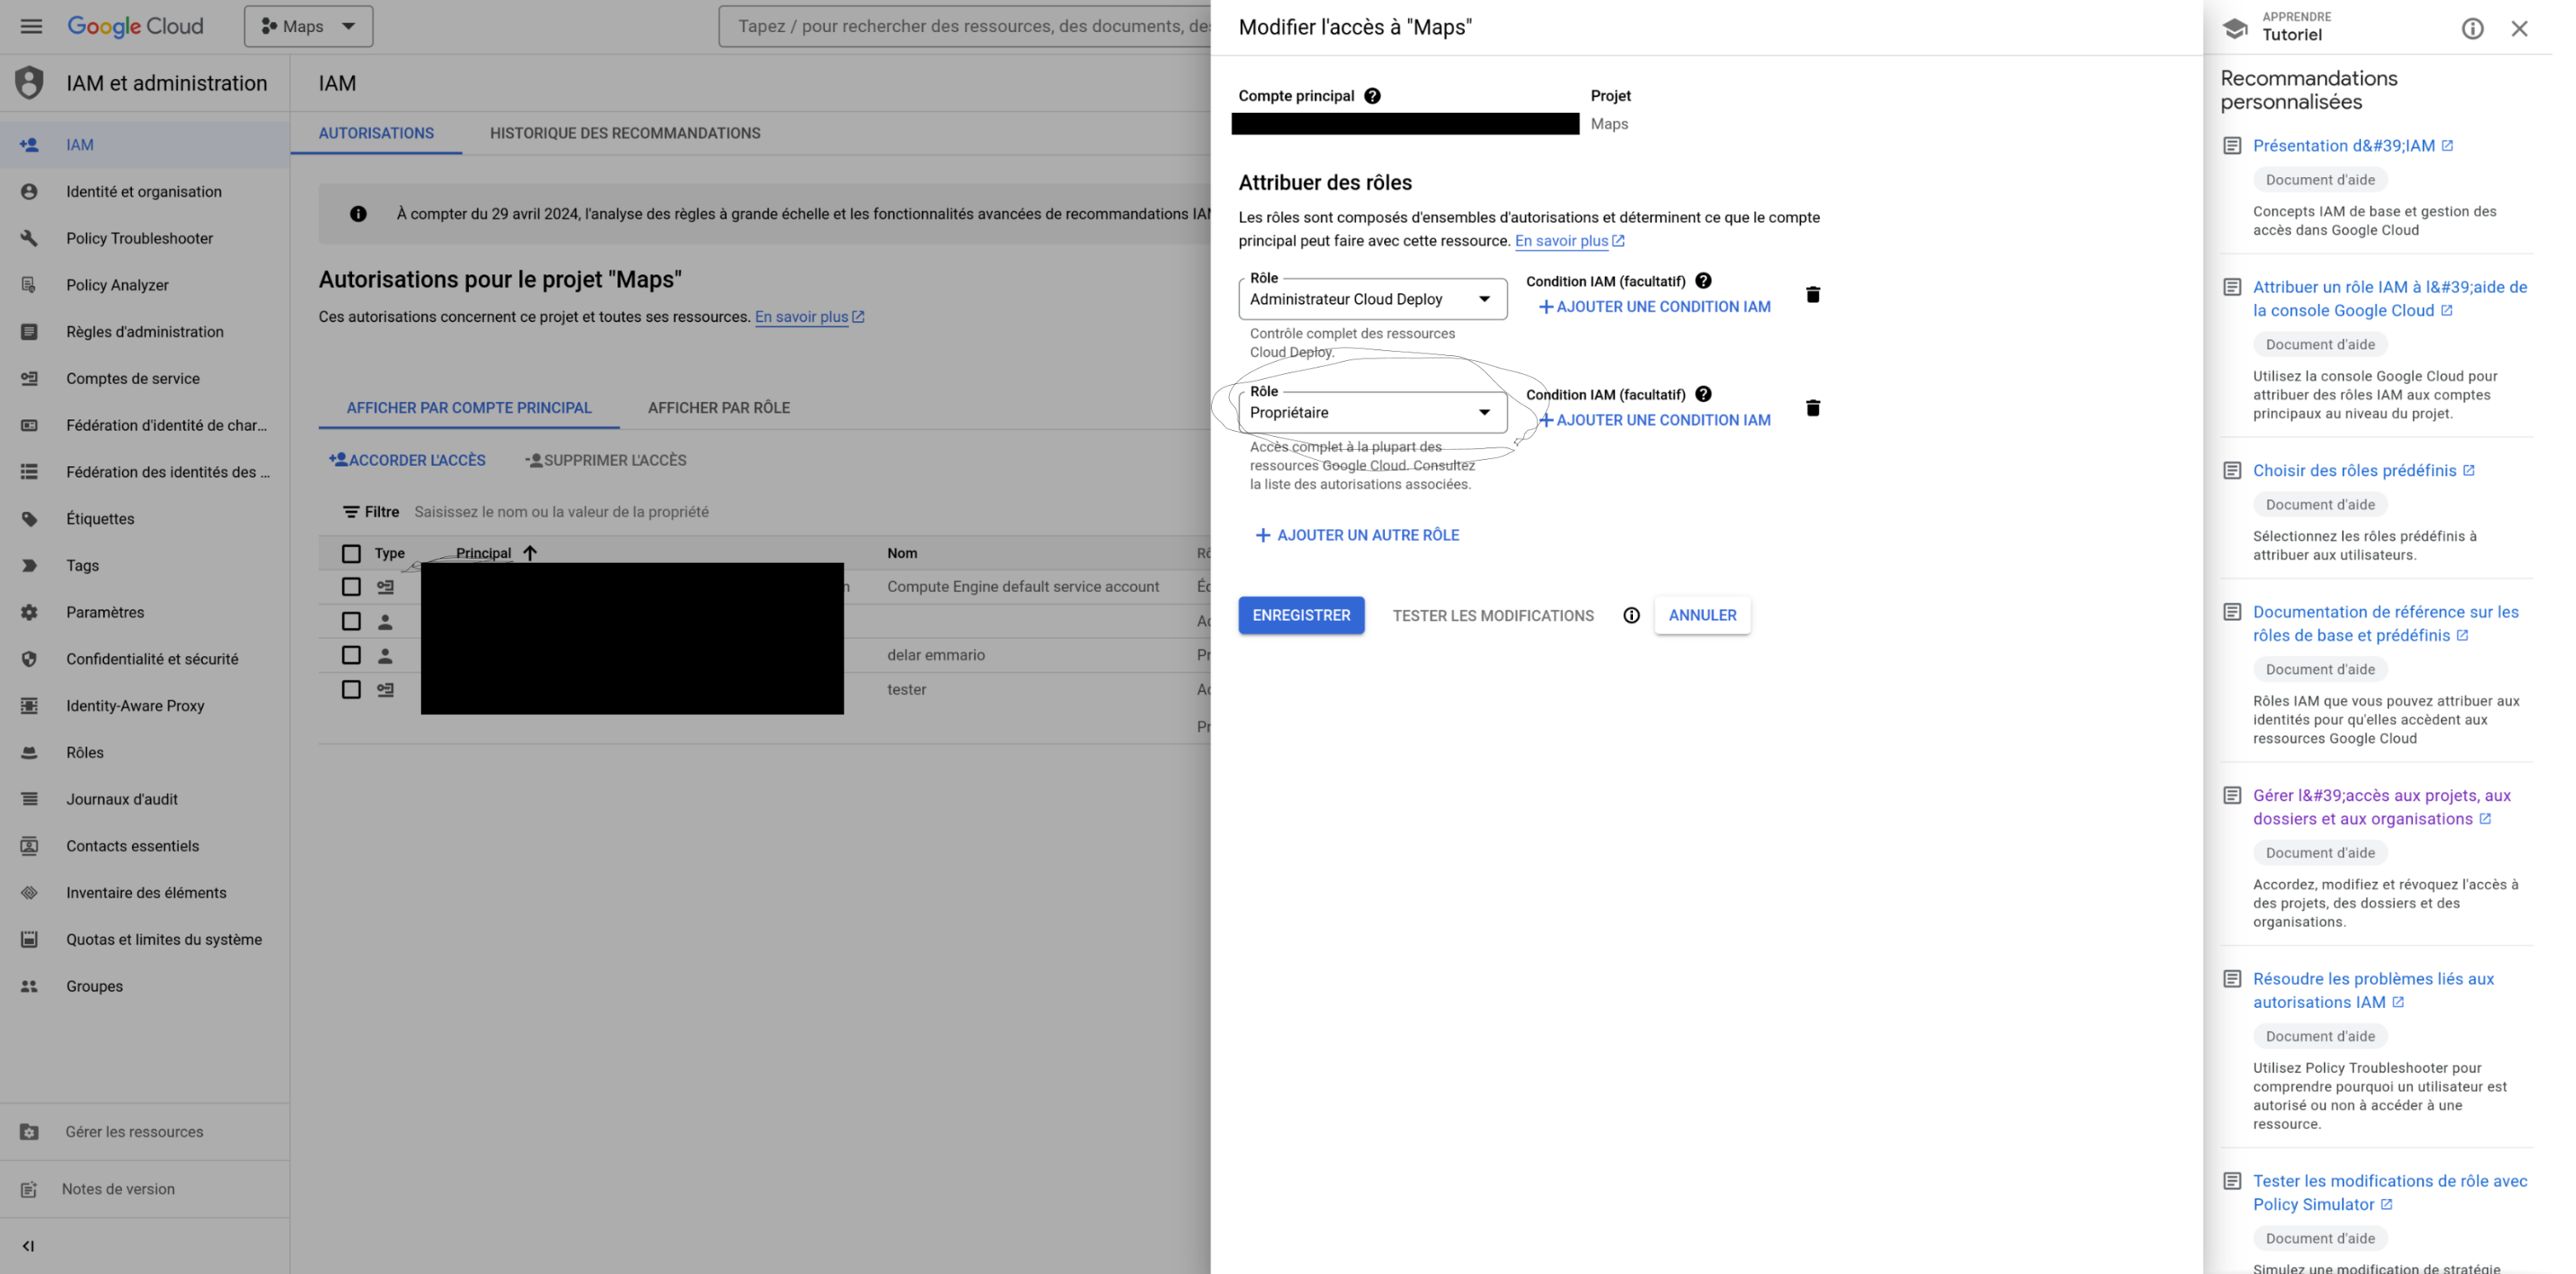 Google Cloud
Maps
Tapez / pour rechercher des ressources, des documents, de
IAM et administration
IAM
Identité et organisation
Policy Troubleshooter
Policy Analyzer
Règles d'administration
Comptes de service
Fédération d'identité de char...
Fédération des identités des ...
Étiquettes
Tags
Paramètres
Confidentialité et sécurité
Identity-Aware Proxy
Rôles
Journaux d'audit
Contacts essentiels
Inventaire des éléments
Quotas et limites du système
Groupes
Gérer les ressources
Notes de version
IAM
AUTORISATIONS
HISTORIQUE DES RECOMMANDATIONS
À compter du 29 avril 2024, l'analyse des règles à grande échelle et les fonctionnalités avancées de recommandations IAM
Autorisations pour le projet "Maps"
Ces autorisations concernent ce projet et toutes ses ressources. En savoir plus
AFFICHER PAR COMPTE PRINCIPAL
AFFICHER PAR RÔLE
ACCORDER L'ACCÈS
SUPPRIMER L'ACCÈS
Filtre Saisissez le nom ou la valeur de la propriété
Type Principal Nom Rô
n Compute Engine default service account Éc
Ac
delar emmario Pr
tester Ac
Pr
Modifier l'accès à "Maps"
Compte principal
Projet
Maps
Attribuer des rôles
Les rôles sont composés d'ensembles d'autorisations et déterminent ce que le compte
principal peut faire avec cette ressource. En savoir plus
Rôle
Administrateur Cloud Deploy
Condition IAM (facultatif)
AJOUTER UNE CONDITION IAM
Contrôle complet des ressources
Cloud Deploy.
Rôle
Propriétaire
Condition IAM (facultatif)
AJOUTER UNE CONDITION IAM
Accès complet à la plupart des
ressources Google Cloud. Consultez
la liste des autorisations associées.
AJOUTER UN AUTRE RÔLE
ENREGISTRER
TESTER LES MODIFICATIONS
ANNULER
APPRENDRE
Tutoriel
Recommandations
personnalisées
Présentation d&#39;IAM
Document d'aide
Concepts IAM de base et gestion des
accès dans Google Cloud
Attribuer un rôle IAM à l&#39;aide de
la console Google Cloud
Document d'aide
Utilisez la console Google Cloud pour
attribuer des rôles IAM aux comptes
principaux au niveau du projet.
Choisir des rôles prédéfinis
Document d'aide
Sélectionnez les rôles prédéfinis à
attribuer aux utilisateurs.
Documentation de référence sur les
rôles de base et prédéfinis
Document d'aide
Rôles IAM que vous pouvez attribuer aux
identités pour qu'elles accèdent aux
ressources Google Cloud
Gérer l&#39;accès aux projets, aux
dossiers et aux organisations
Document d'aide
Accordez, modifiez et révoquez l'accès à
des projets, des dossiers et des
organisations.
Résoudre les problèmes liés aux
autorisations IAM
Document d'aide
Utilisez Policy Troubleshooter pour
comprendre pourquoi un utilisateur est
autorisé ou non à accéder à une
ressource.
Tester les modifications de rôle avec
Policy Simulator
Document d'aide
Simulez une modification de stratégie